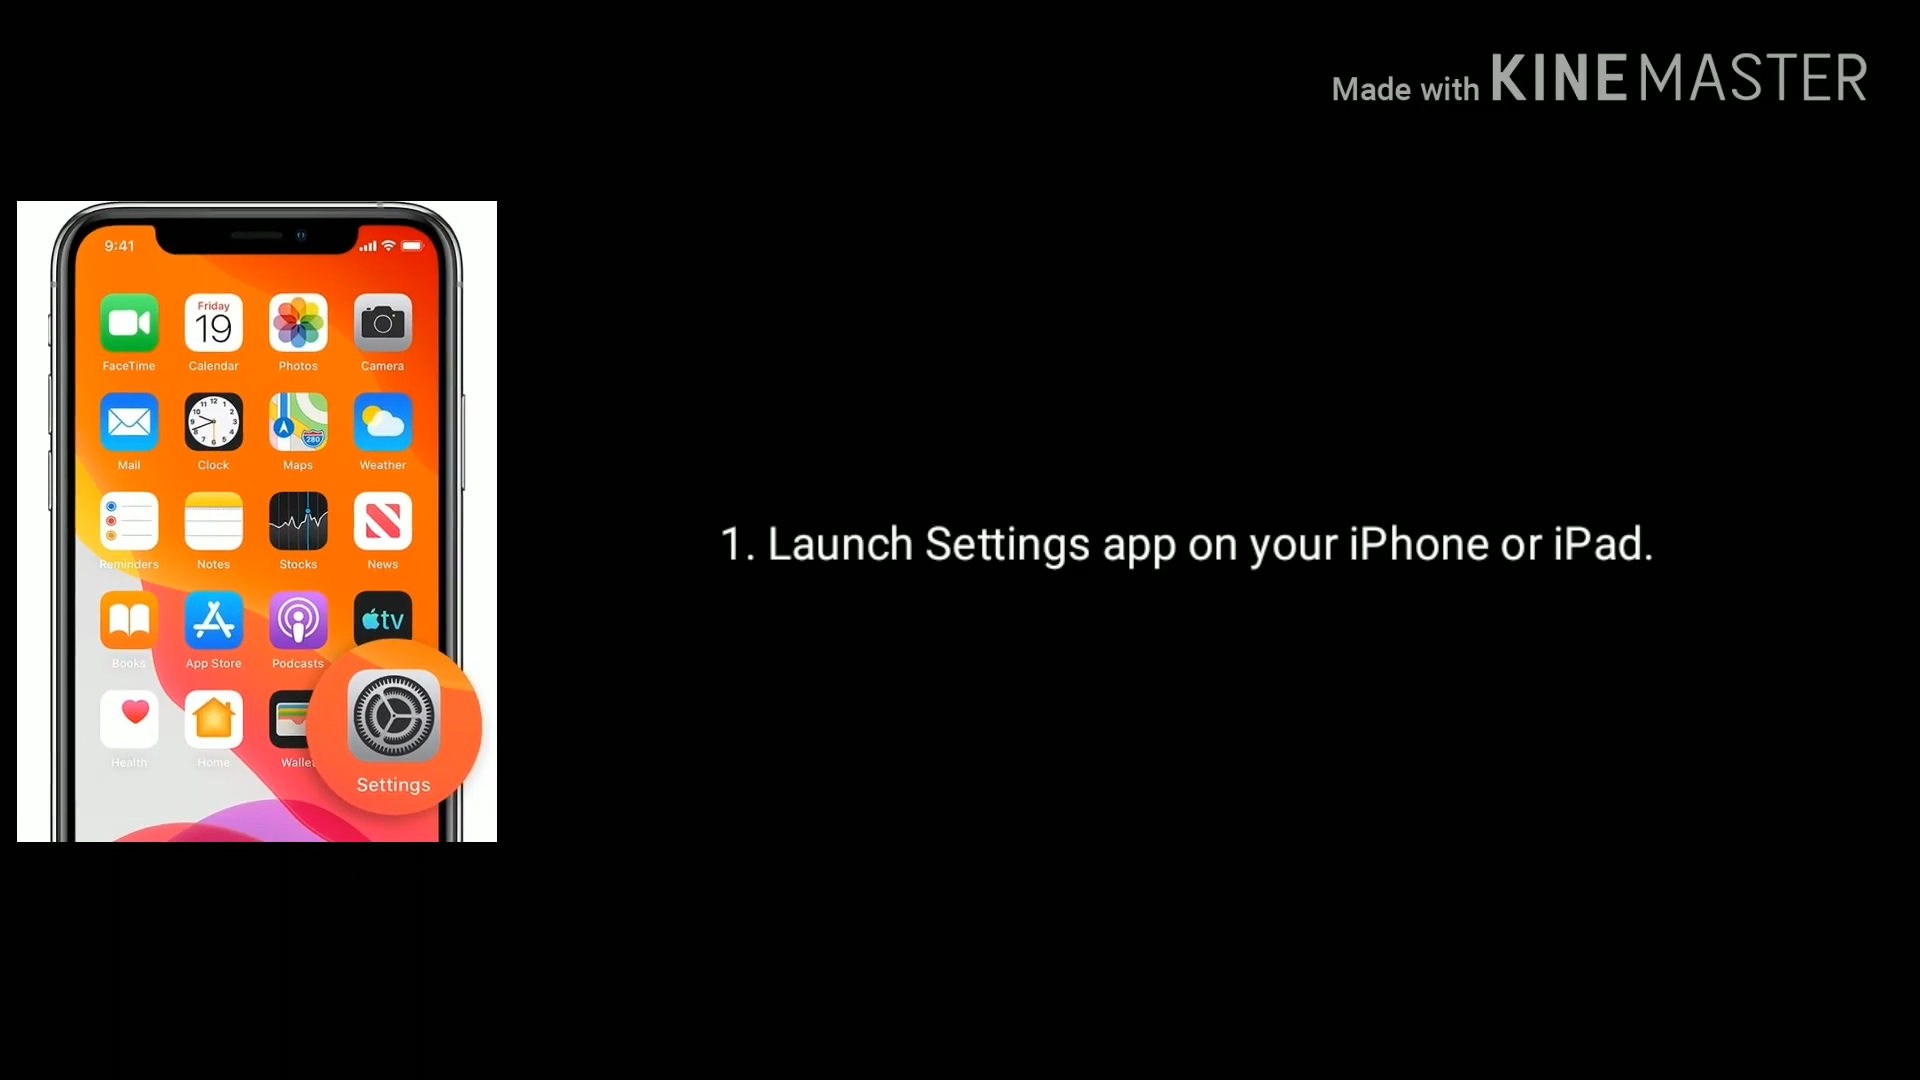 Made with KINEMASTER
9:41
Friday
19
FaceTime Calendar Photos Camera
280
Mail Clock Maps Weather
Reminders Notes Stocks News
tv
Books App Store Podcasts
Settings
Health Home Wallet
1. Launch Settings app on your iPhone or iPad.